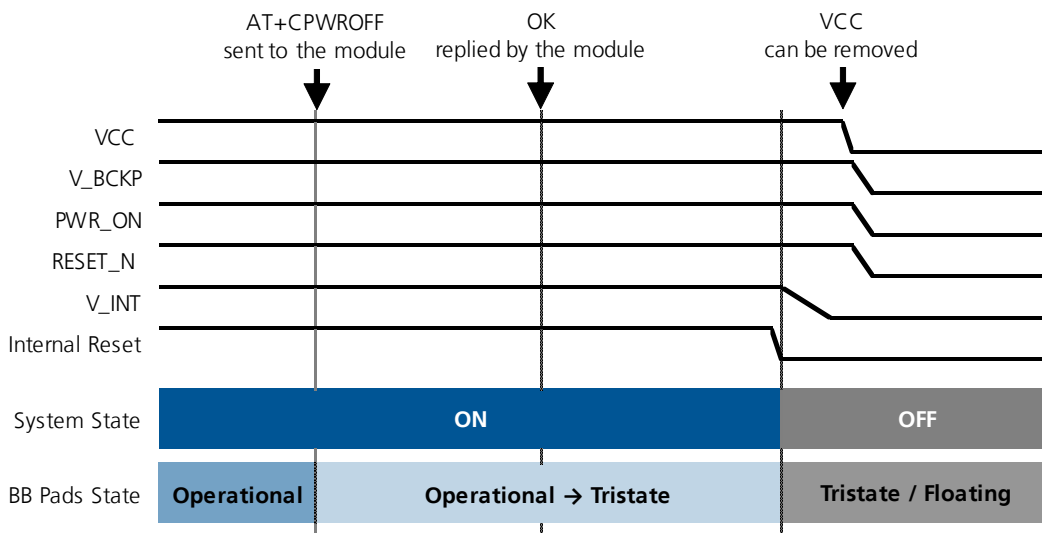 AT+CPWROFF
sent to the module
OK
replied by the module
VCC
can be removed
VCC
V_BCKP
PWR_ON
RESET_N
V_INT
Internal Reset
System State
ON
OFF
BB Pads State
Operational
Operational → Tristate
Tristate / Floating